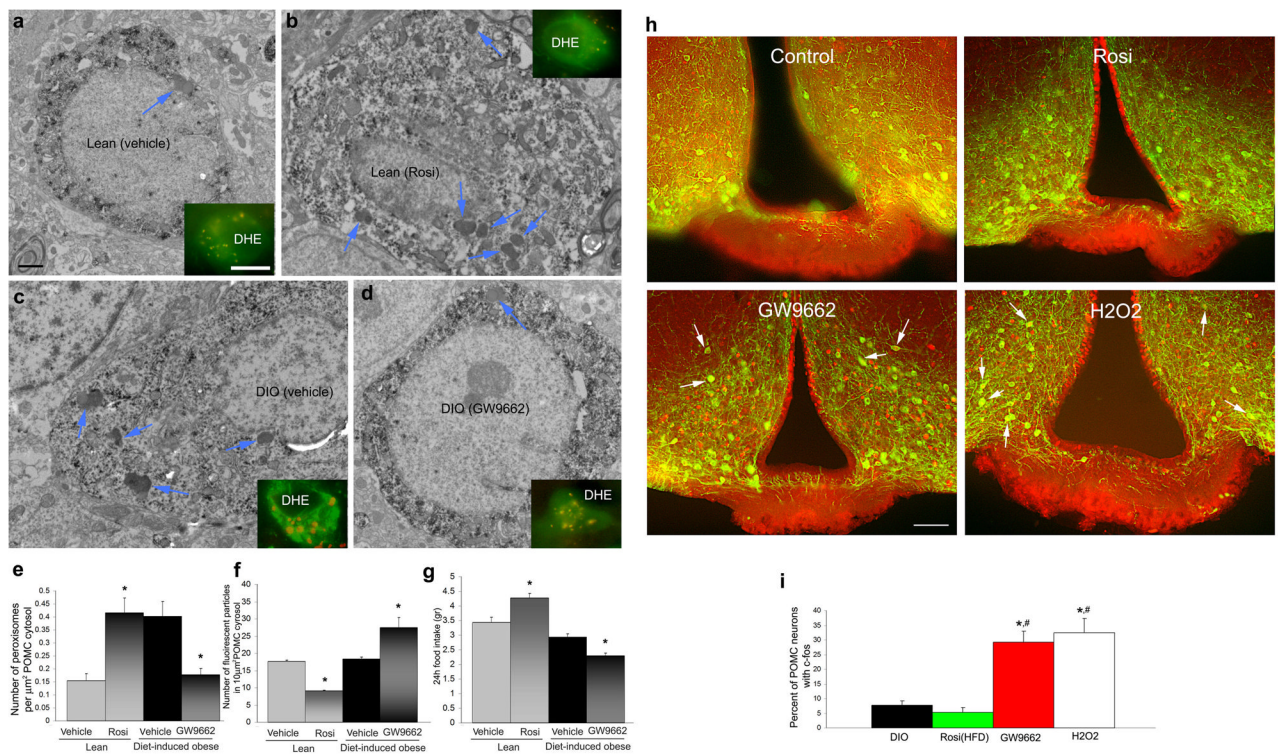 a
Lean (vehicle)
DHE
b
DHE
Lean (Rosi)
c
DIO (vehicle)
DHE
d
DIO (GW9662)
DHE
e
Number of peroxisomes
per µm² POMC cytosol
0.5
0.45
0.4
0.35
0.3
0.25
0.2
0.15
0.1
0.05
0
*
*
Vehicle Rosi Vehicle GW9662
Lean Diet-induced obese
f
Number of fluorescent particles
in 10µm² POMC cyrosol
40
35
30
25
20
15
10
5
0
*
*
Vehicle Rosi Vehicle GW9662
Lean Diet-induced obese
g
24h food intake (gr)
5
4.5
4
3.5
3
2.5
2
1.5
1
0.5
0
*
*
Vehicle Rosi Vehicle GW9662
Lean Diet-induced obese
h
Control
Rosi
GW9662
H2O2
i
Percent of POMC neurons
with c-fos
40
35
30
25
20
15
10
5
0
*,#
*,#
DIO Rosi(HFD) GW9662 H2O2